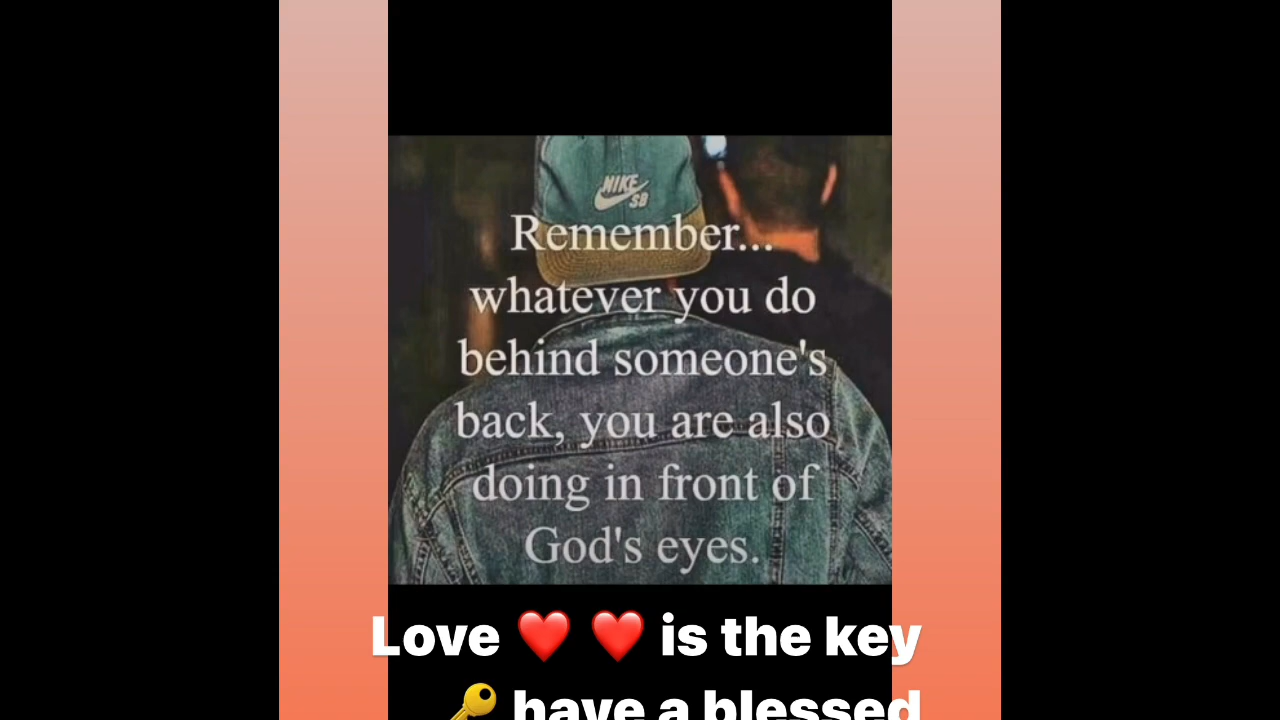 NIKE
SB
Remember...
whatever you do
behind someone's
back, you are also
doing in front of
God's eyes.
Love ❤️ ❤️ is the key
🔑 have a blessed